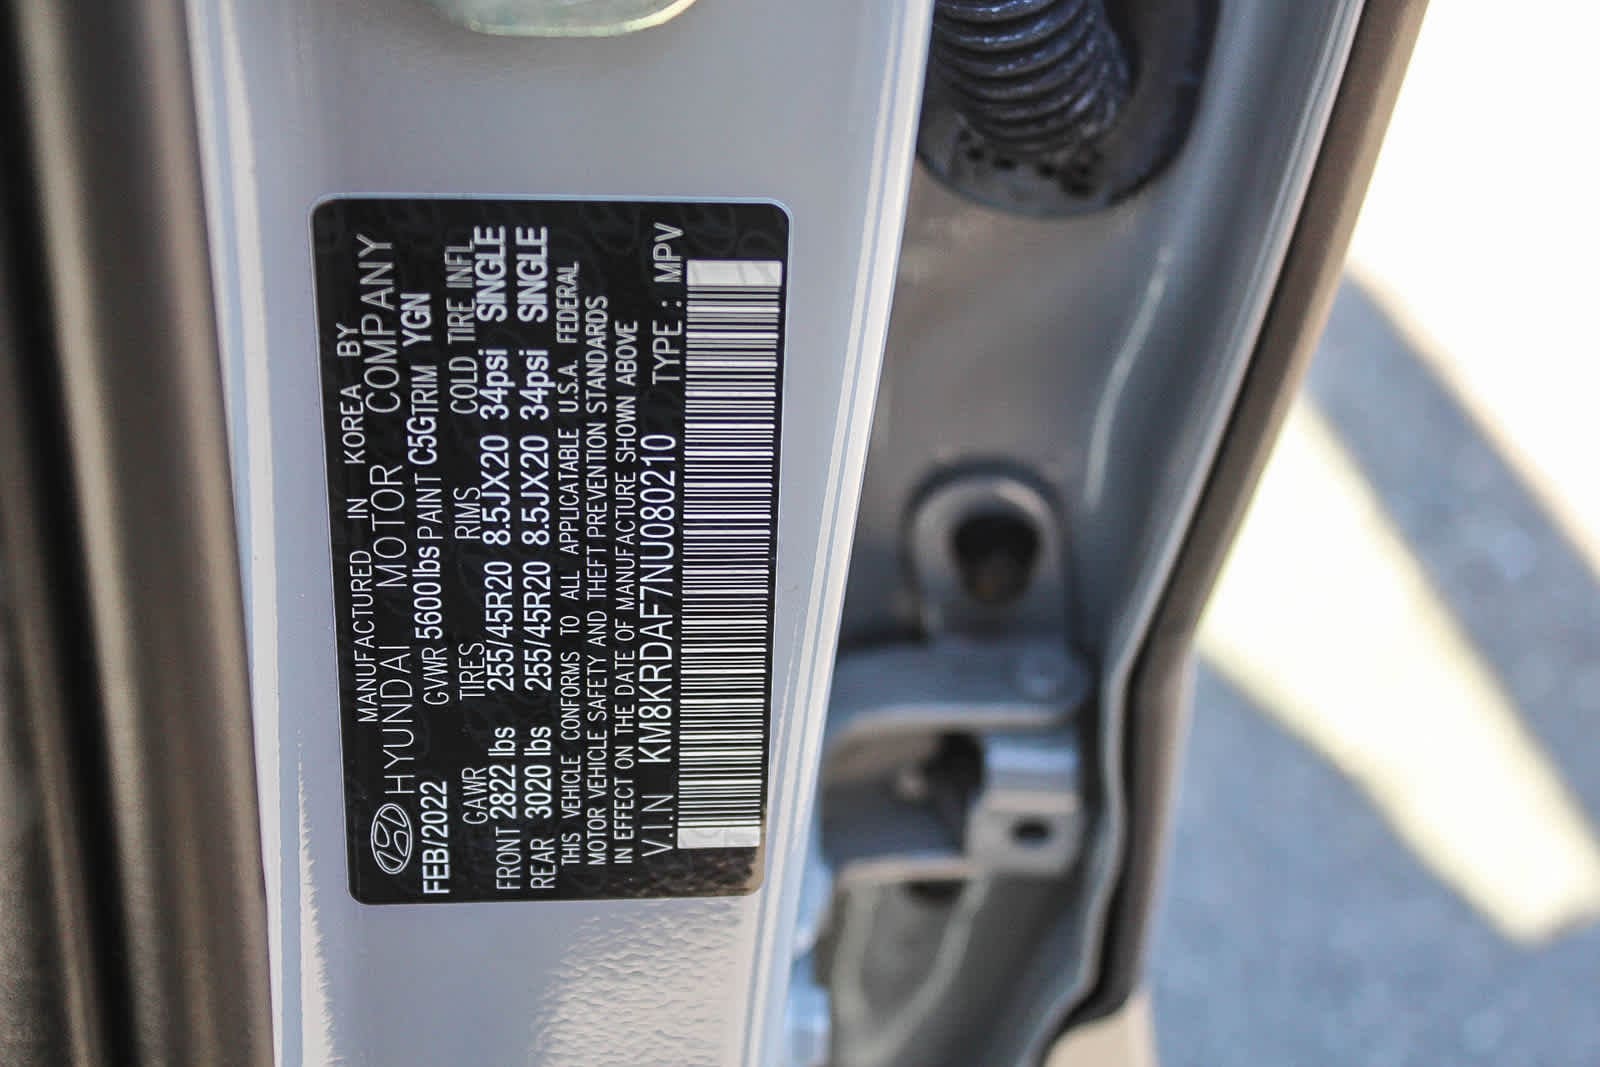 MANUFACTURED IN KOREA BY
HYUNDAI MOTOR COMPANY
FEB/2022 GVWR 5600 lbs PAINT C5G TRIM YGN
GAWR TIRES RIMS COLD TIRE INFL
FRONT 2822 lbs 255/45R20 8.5JX20 34psi SINGLE
REAR 3020 lbs 255/45R20 8.5JX20 34psi SINGLE
THIS VEHICLE CONFORMS TO ALL APPLICATABLE U.S.A. FEDERAL
MOTOR VEHICLE SAFETY AND THEFT PREVENTION STANDARDS
IN EFFECT ON THE DATE OF MANUFACTURE SHOWN ABOVE
V.I.N KM8KRDAF7NU080210 TYPE : MPV